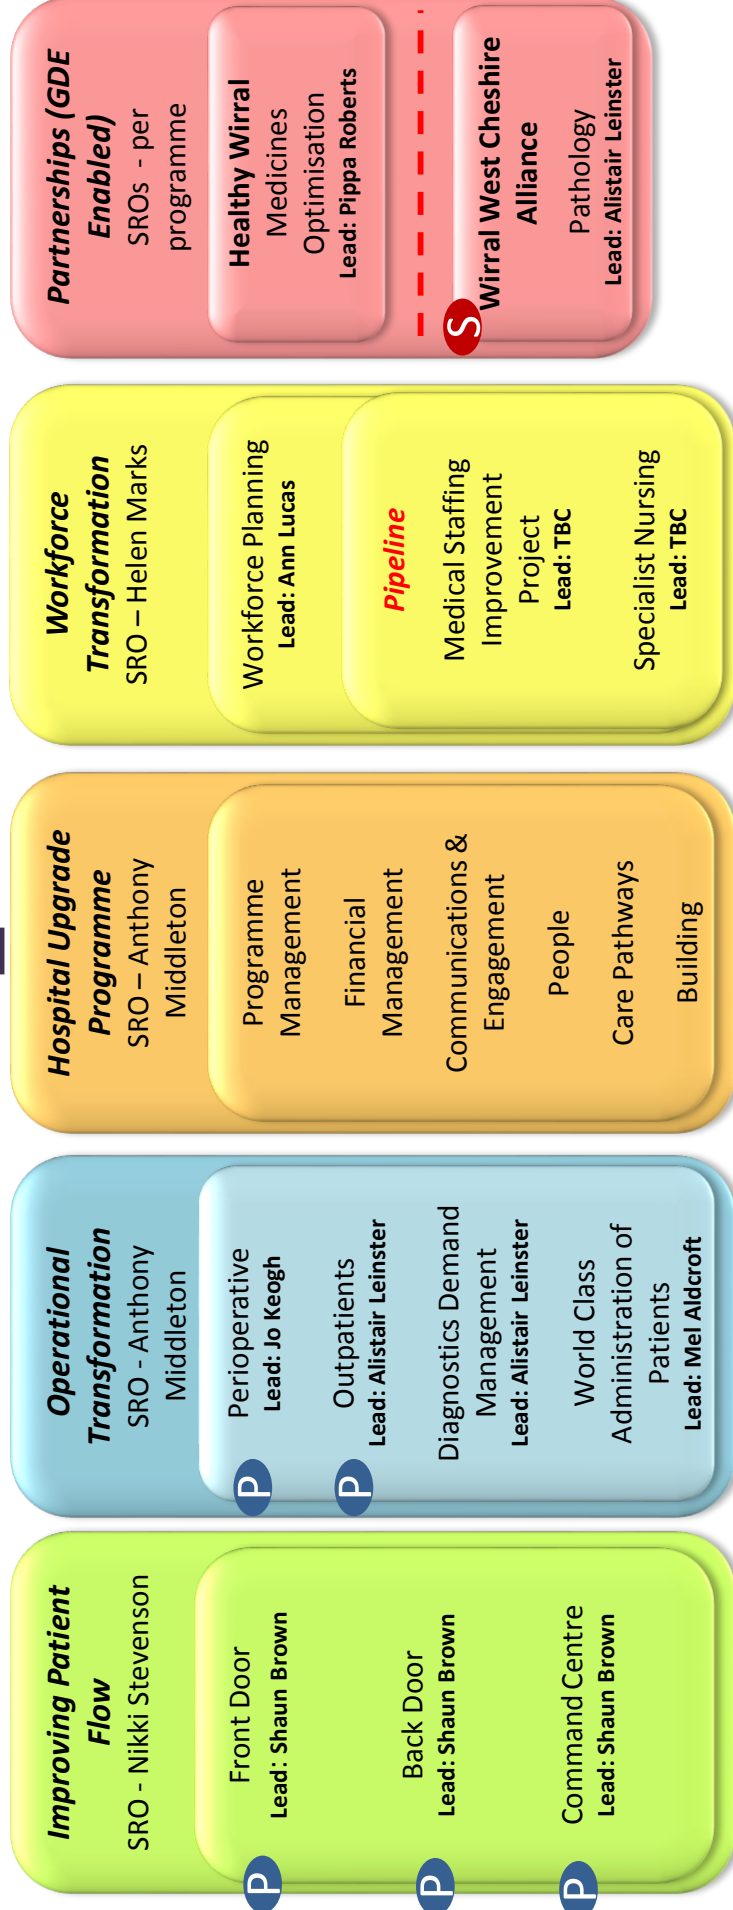 Improving Patient
Flow
SRO - Nikki Stevenson
P
Front Door
Lead: Shaun Brown
P
Back Door
Lead: Shaun Brown
P
Command Centre
Lead: Shaun Brown
Operational
Transformation
SRO - Anthony
Middleton
P
Perioperative
Lead: Jo Keogh
P
Outpatients
Lead: Alistair Leinster
Diagnostics Demand
Management
Lead: Alistair Leinster
World Class
Administration of
Patients
Lead: Mel Aldcroft
Hospital Upgrade
Programme
SRO – Anthony
Middleton
Programme
Management
Financial
Management
Communications &
Engagement
People
Care Pathways
Building
Workforce
Transformation
SRO – Helen Marks
Workforce Planning
Lead: Ann Lucas
Pipeline
Medical Staffing
Improvement
Project
Lead: TBC
Specialist Nursing
Lead: TBC
Partnerships (GDE
Enabled)
SROs - per
programme
Healthy Wirral
Medicines
Optimisation
Lead: Pippa Roberts
S
Wirral West Cheshire
Alliance
Pathology
Lead: Alistair Leinster